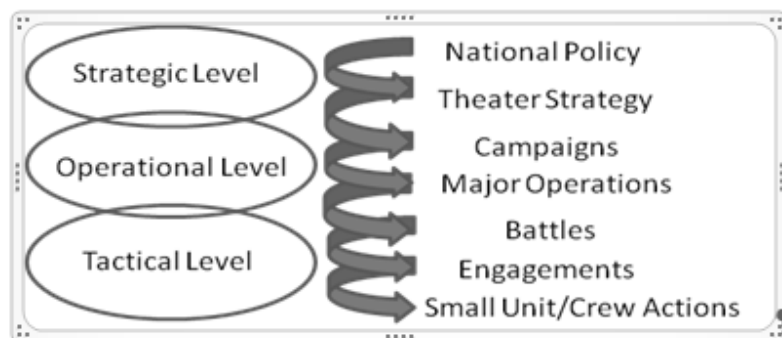 Strategic Level
Operational Level
Tactical Level
National Policy
Theater Strategy
Campaigns
Major Operations
Battles
Engagements
Small Unit/Crew Actions